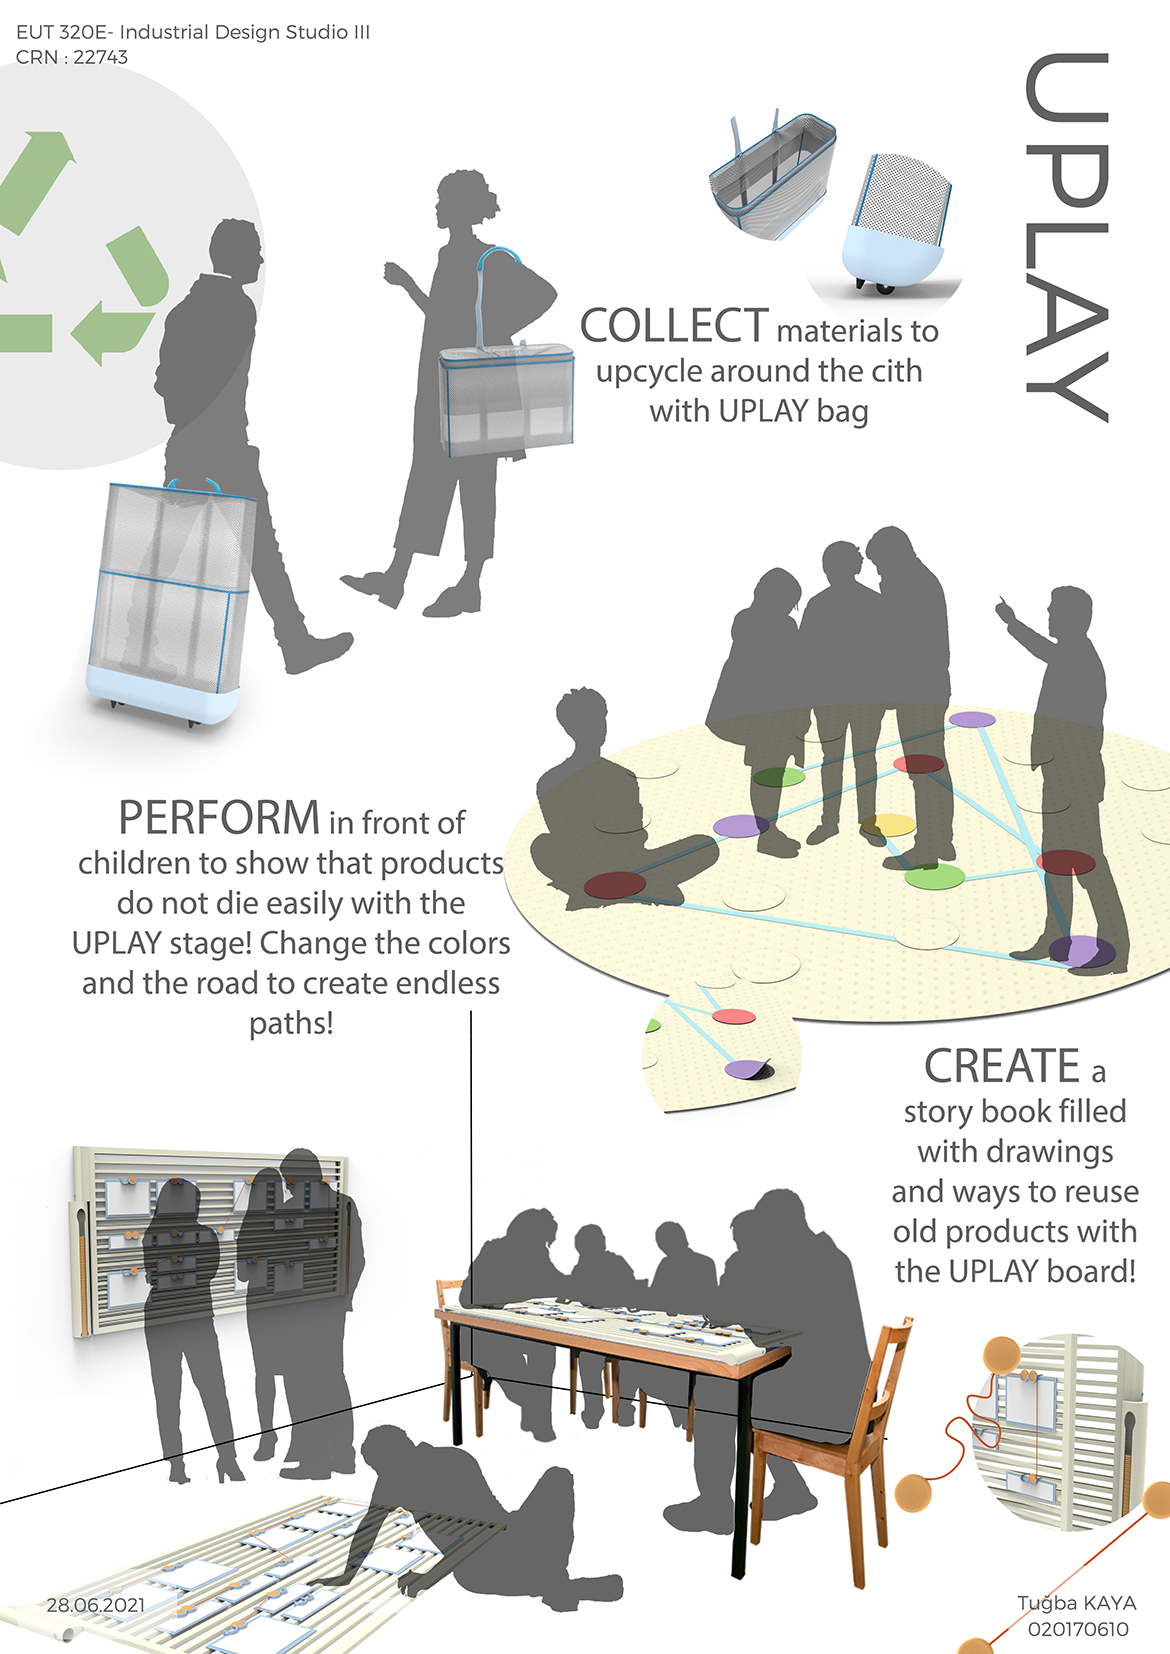 EUT 320E- Industrial Design Studio III
CRN : 22743
UPLAY
COLLECT materials to
upcycle around the cith
with UPLAY bag
PERFORM in front of
children to show that products
do not die easily with the
UPLAY stage! Change the colors
and the road to create endless
paths!
CREATE a
story book filled
with drawings
and ways to reuse
old products with
the UPLAY board!
28.06.2021
Tuğba KAYA
020170610